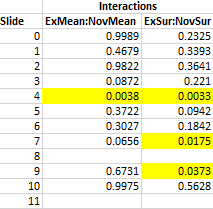 Interactions
Slide ExMean:NovMean ExSur:NovSur
0 0.9989 0.2325
1 0.4679 0.3393
2 0.9822 0.3641
3 0.0872 0.221
4 0.0038 0.0033
5 0.3722 0.0942
6 0.3027 0.1842
7 0.0656 0.0175
8
9 0.6731 0.0373
10 0.9975 0.5628
11